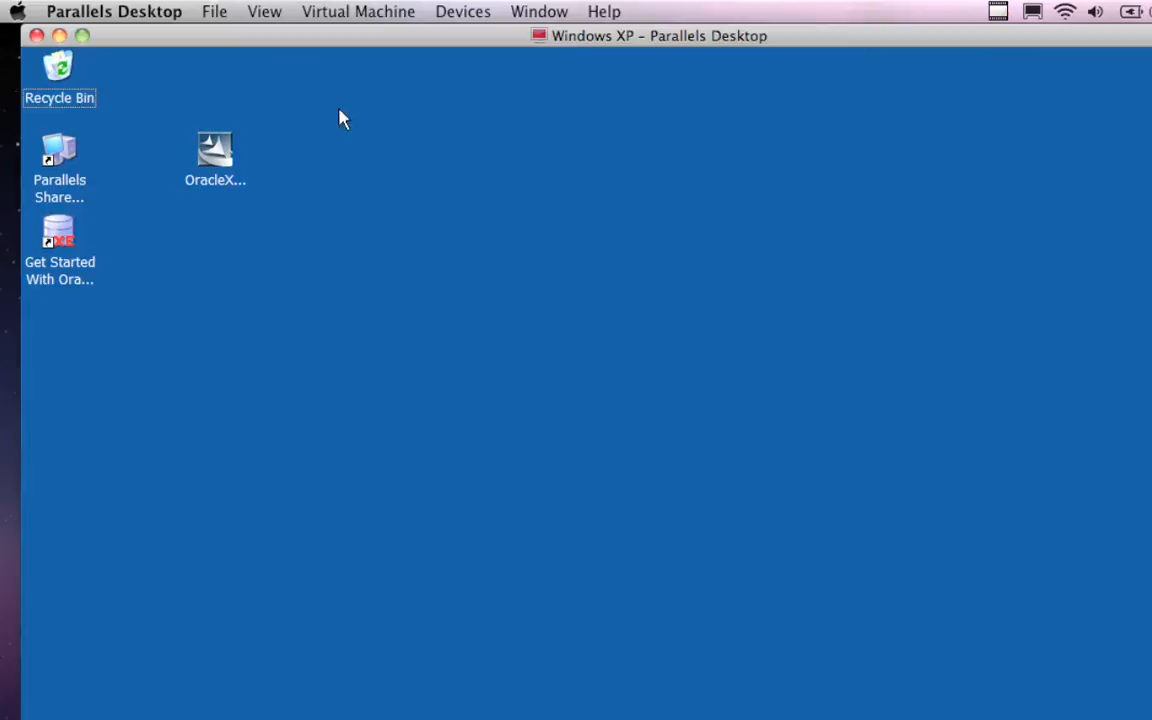 Parallels Desktop File View Virtual Machine Devices Window Help
Windows XP - Parallels Desktop
Recycle Bin
Parallels
Share...
OracleX...
XE
Get Started
With Ora...